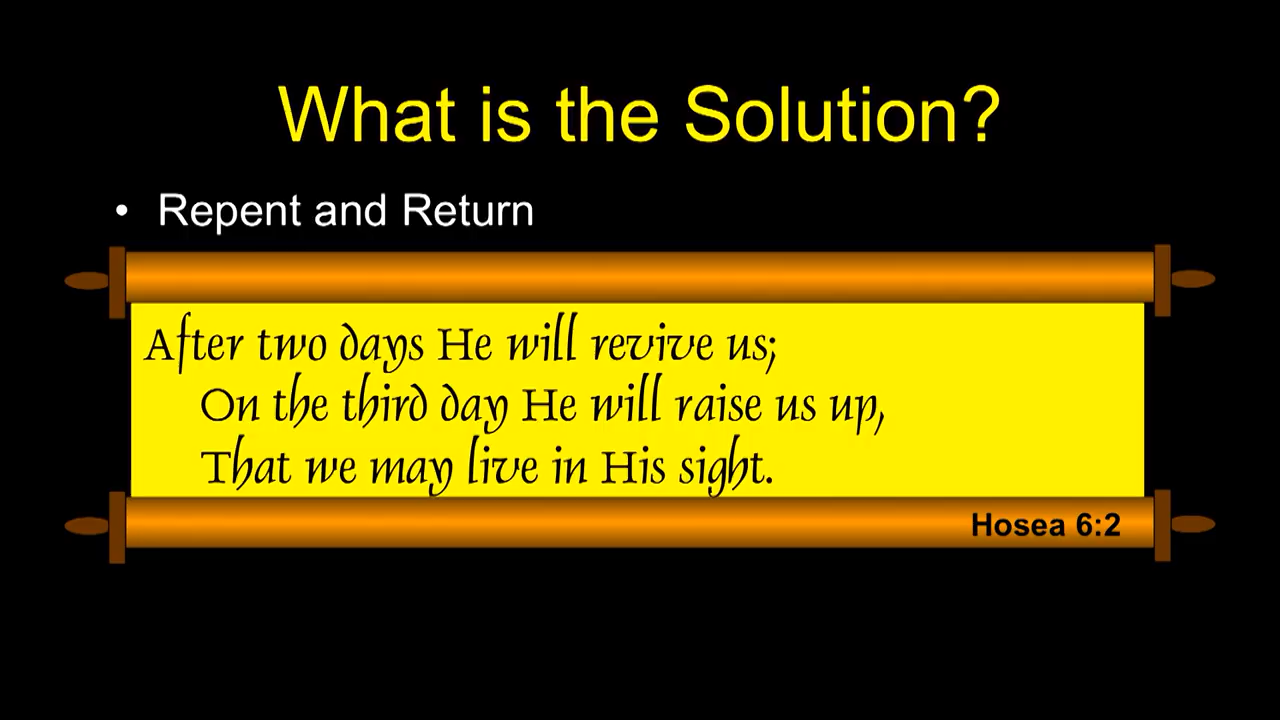 What is the Solution?
• Repent and Return
After two days He will revive us;
On the third day He will raise us up,
That we may live in His sight.
Hosea 6:2